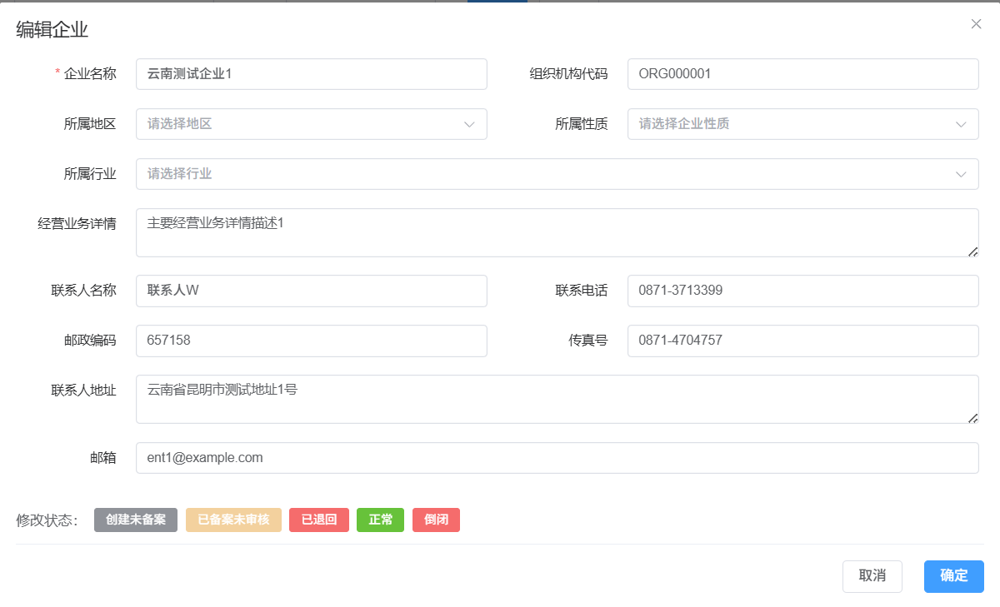 编辑企业
* 企业名称 云南测试企业1 组织机构代码 ORG000001
所属地区 请选择地区 所属性质 请选择企业性质
所属行业 请选择行业
经营业务详情 主要经营业务详情描述1
联系人名称 联系人W 联系电话 0871-3713399
邮政编码 657158 传真号 0871-4704757
联系人地址 云南省昆明市测试地址1号
邮箱 ent1@example.com
修改状态： 创建未备案 已备案未审核 已退回 正常 倒闭
取消 确定